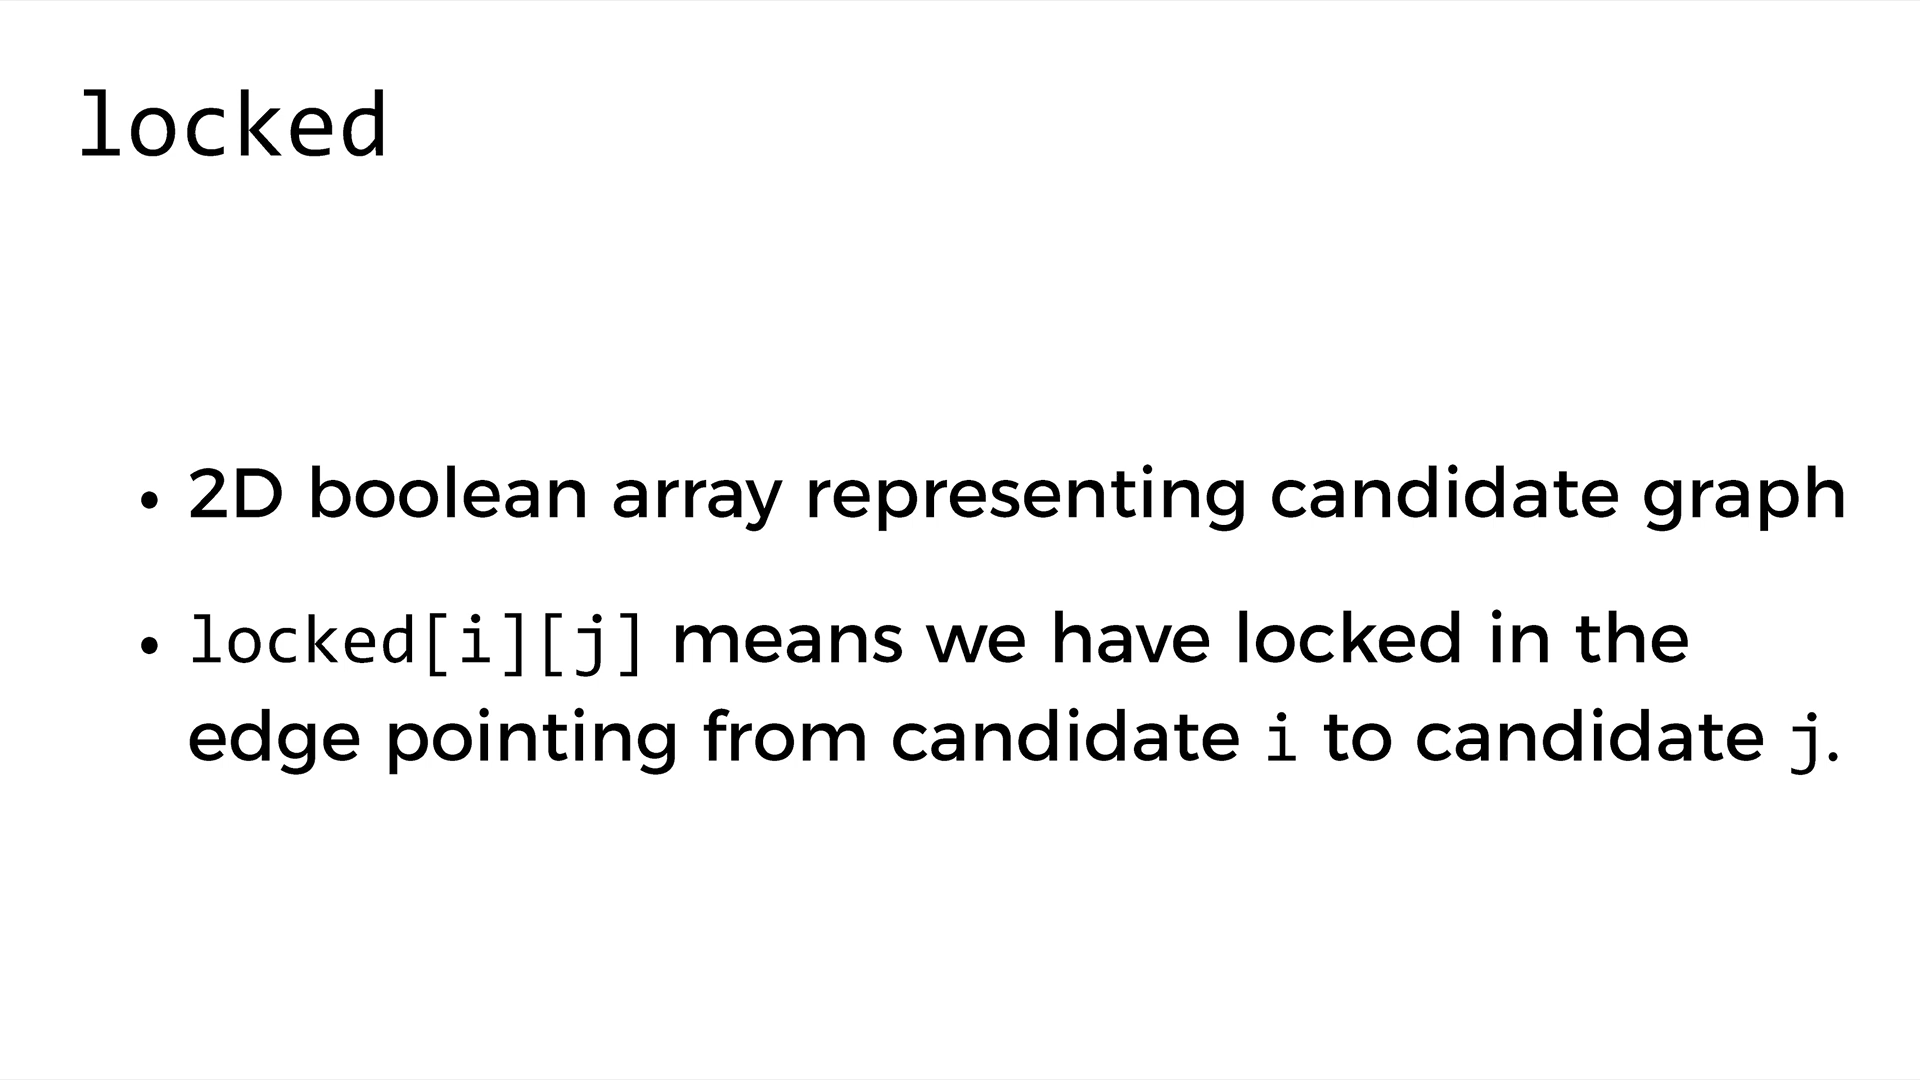 locked
• 2D boolean array representing candidate graph
• locked[i][j] means we have locked in the
edge pointing from candidate i to candidate j.